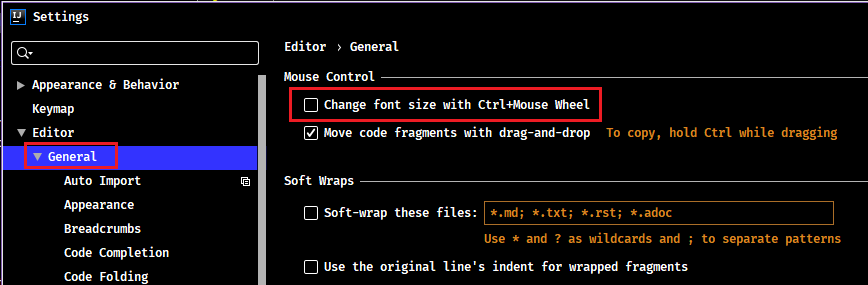 IJ Settings
Editor › General
Appearance & Behavior
Keymap
Editor
General
Auto Import
Appearance
Breadcrumbs
Code Completion
Code Folding
Mouse Control
Change font size with Ctrl+Mouse Wheel
Move code fragments with drag-and-drop To copy, hold Ctrl while dragging
Soft Wraps
Soft-wrap these files: *.md; *.txt; *.rst; *.adoc
Use * and ? as wildcards and ; to separate patterns
Use the original line's indent for wrapped fragments